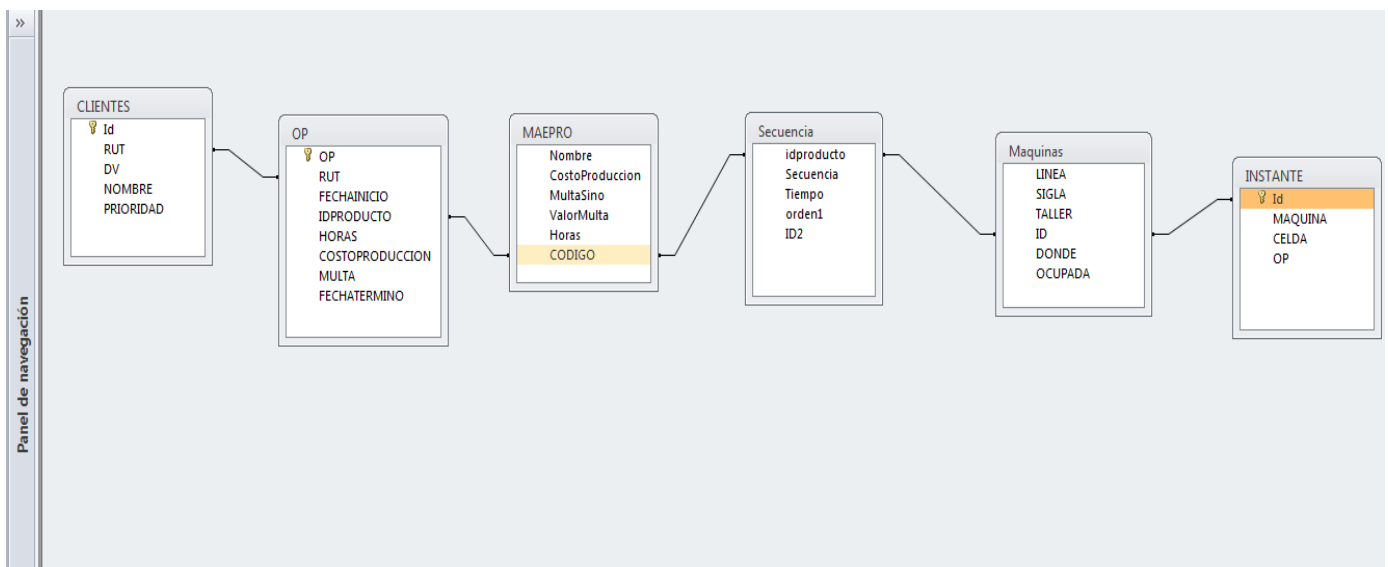 »
Panel de navegación
CLIENTES
Id
RUT
DV
NOMBRE
PRIORIDAD
OP
OP
RUT
FECHAINICIO
IDPRODUCTO
HORAS
COSTOPRODUCCION
MULTA
FECHATERMINO
MAEPRO
Nombre
CostoProduccion
MultaSino
ValorMulta
Horas
CODIGO
Secuencia
idproducto
Secuencia
Tiempo
orden1
ID2
Maquinas
LINEA
SIGLA
TALLER
ID
DONDE
OCUPADA
INSTANTE
Id
MAQUINA
CELDA
OP